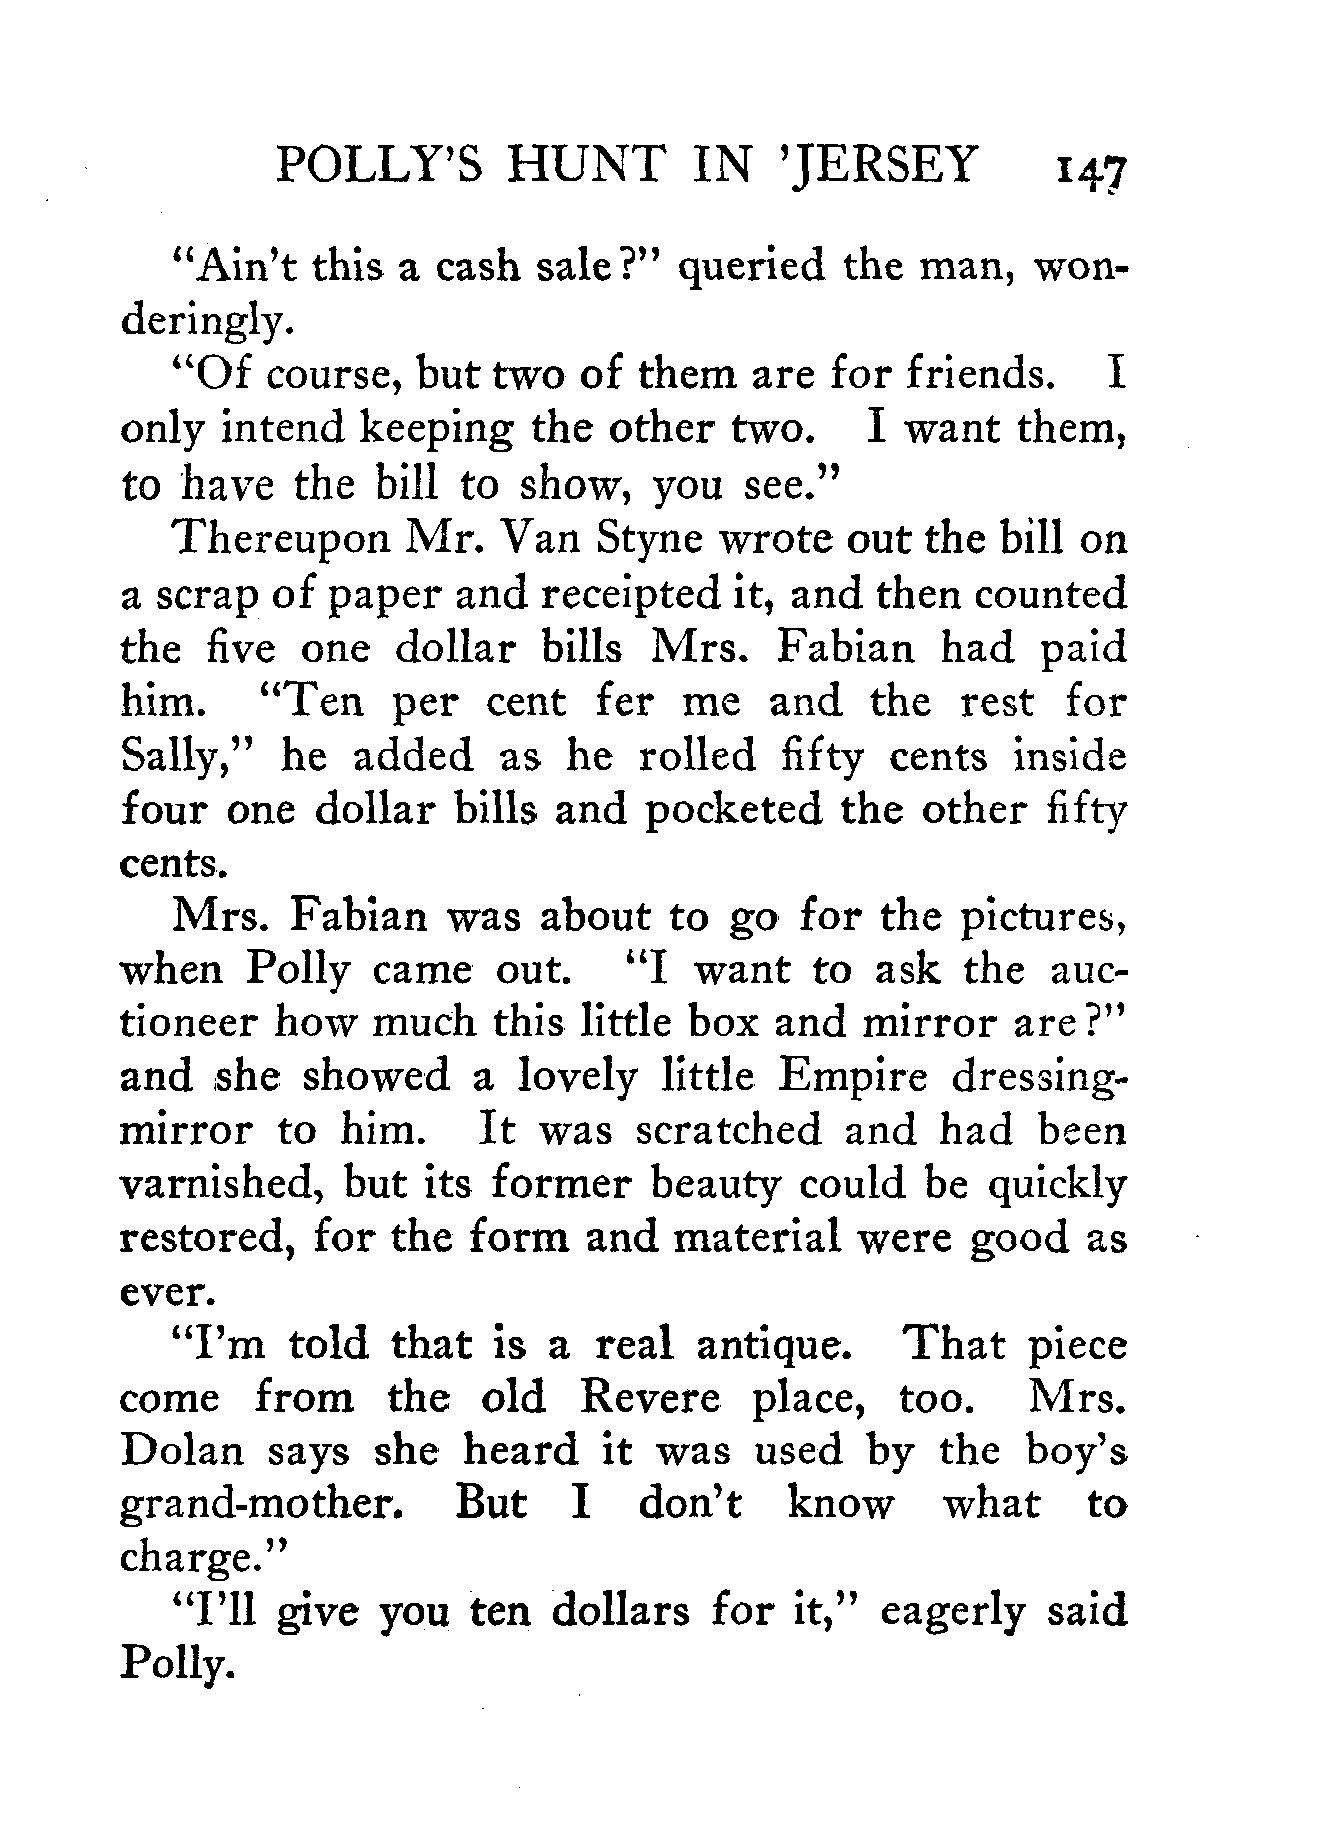 POLLY'S HUNT IN 'JERSEY 147
"Ain't this a cash sale?" queried the man, won-
deringly.
"Of course, but two of them are for friends. I
only intend keeping the other two. I want them,
to have the bill to show, you see."
Thereupon Mr. Van Styne wrote out the bill on
a scrap of paper and receipted it, and then counted
the five one dollar bills Mrs. Fabian had paid
him. "Ten per cent fer me and the rest for
Sally," he added as he rolled fifty cents inside
four one dollar bills and pocketed the other fifty
cents.
Mrs. Fabian was about to go for the pictures,
when Polly came out. "I want to ask the auc-
tioneer how much this little box and mirror are?"
and she showed a lovely little Empire dressing-
mirror to him. It was scratched and had been
varnished, but its former beauty could be quickly
restored, for the form and material were good as
ever.
"I'm told that is a real antique. That piece
come from the old Revere place, too. Mrs.
Dolan says she heard it was used by the boy's
grand-mother. But I don't know what to
charge."
"I'll give you ten dollars for it," eagerly said
Polly.